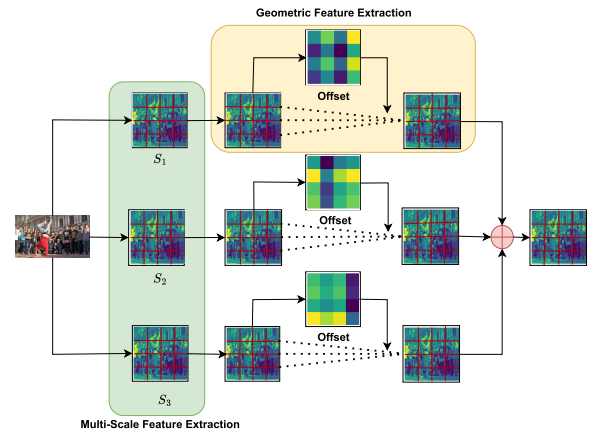 Geometric Feature Extraction
Offset
S1
Offset
S2
Offset
S3
Multi-Scale Feature Extraction